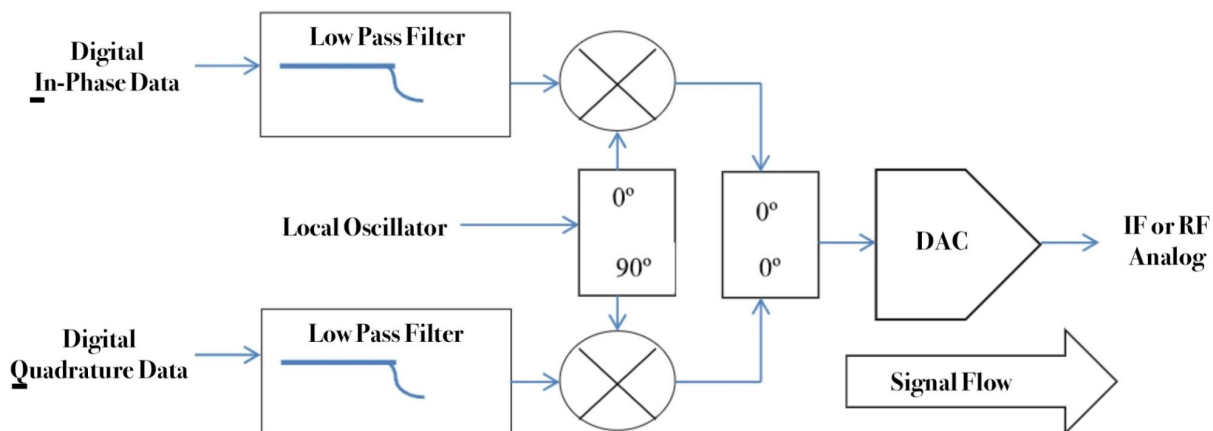 Digital
In-Phase Data
Low Pass Filter
0º
90º
Local Oscillator
0º
0º
DAC
IF or RF
Analog
Digital
Quadrature Data
Low Pass Filter
Signal Flow